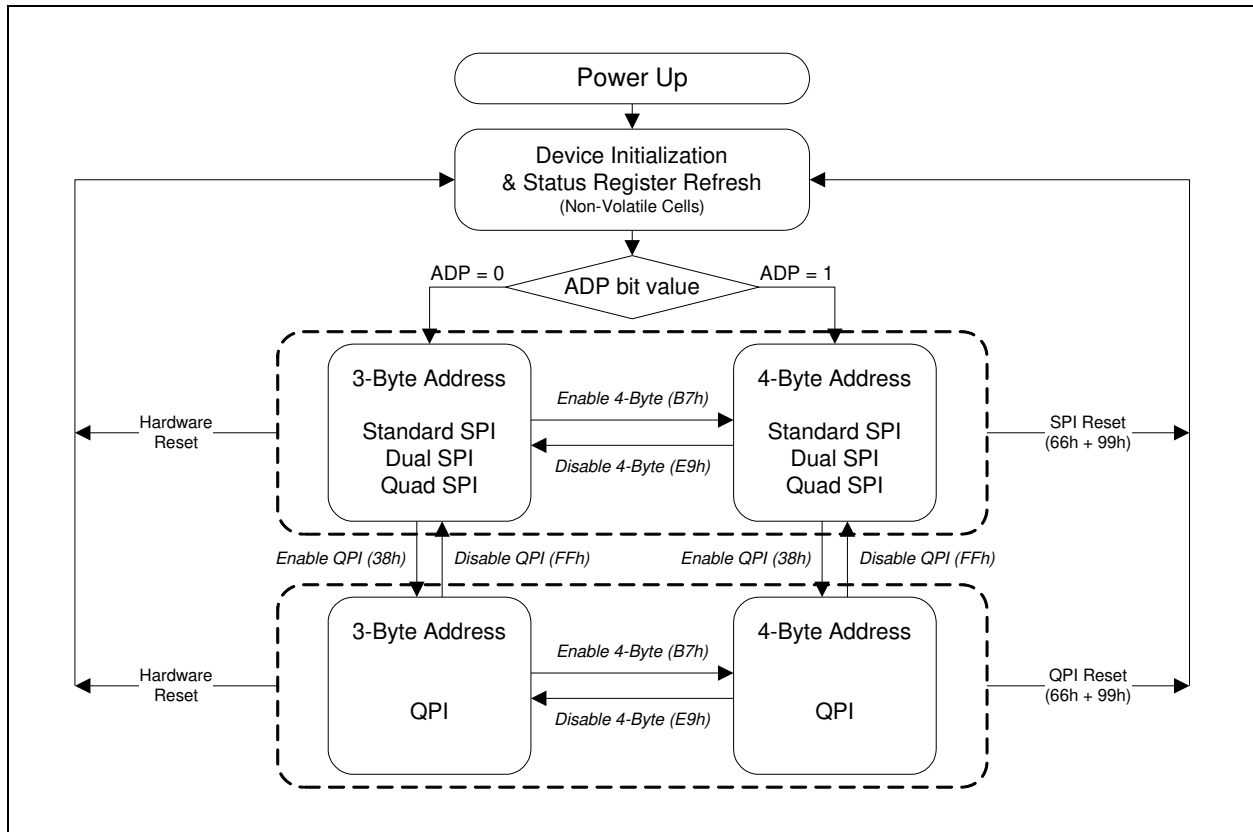 Power Up
Device Initialization
& Status Register Refresh
(Non-Volatile Cells)
ADP = 0
ADP bit value
ADP = 1
3-Byte Address
Standard SPI
Dual SPI
Quad SPI
Enable 4-Byte (B7h)
Disable 4-Byte (E9h)
4-Byte Address
Standard SPI
Dual SPI
Quad SPI
Hardware
Reset
SPI Reset
(66h + 99h)
Enable QPI (38h)
Disable QPI (FFh)
Enable QPI (38h)
Disable QPI (FFh)
3-Byte Address
QPI
Enable 4-Byte (B7h)
Disable 4-Byte (E9h)
4-Byte Address
QPI
Hardware
Reset
QPI Reset
(66h + 99h)